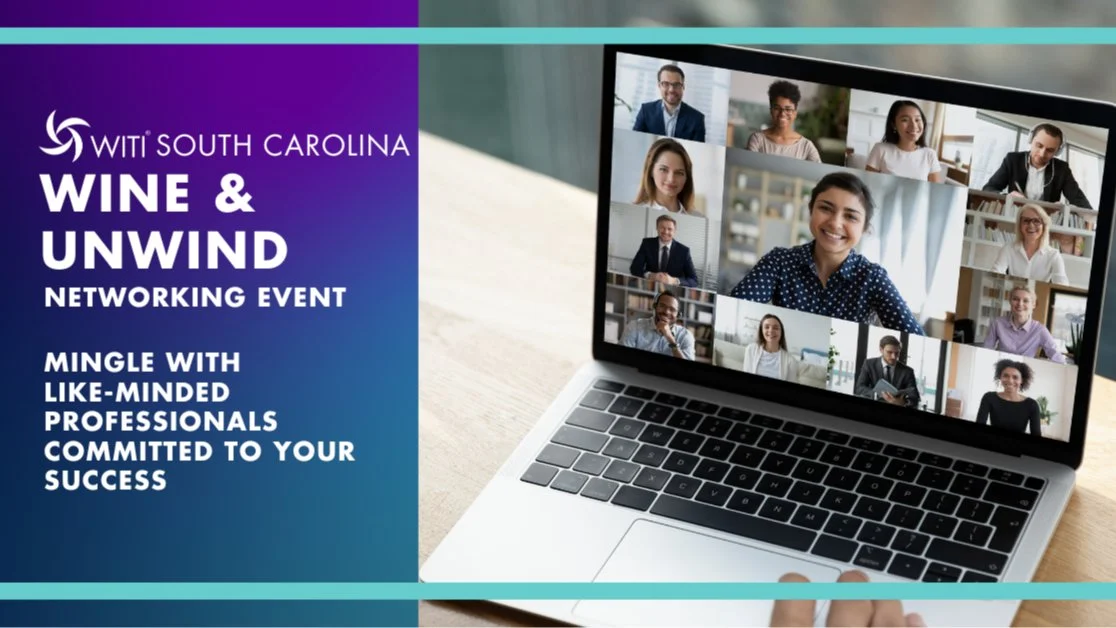 WITI® SOUTH CAROLINA
WINE &
UNWIND
NETWORKING EVENT
MINGLE WITH
LIKE-MINDED
PROFESSIONALS
COMMITTED TO YOUR
SUCCESS